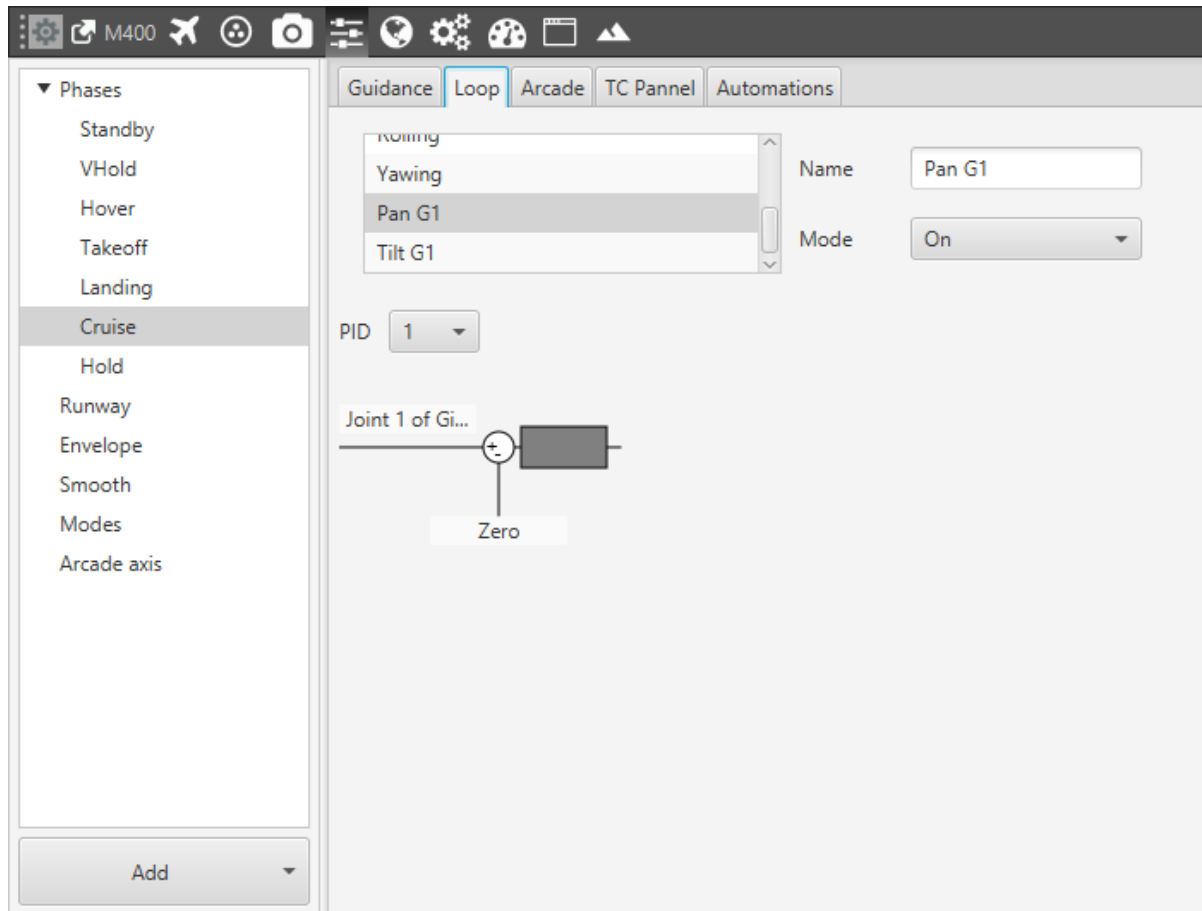 M400
Phases
Standby
VHold
Hover
Takeoff
Landing
Cruise
Hold
Runway
Envelope
Smooth
Modes
Arcade axis
Add
Guidance Loop Arcade TC Pannel Automations
Rolling
Yawing
Pan G1
Tilt G1
Name Pan G1
Mode On
PID 1
Joint 1 of Gi...
+
-
Zero